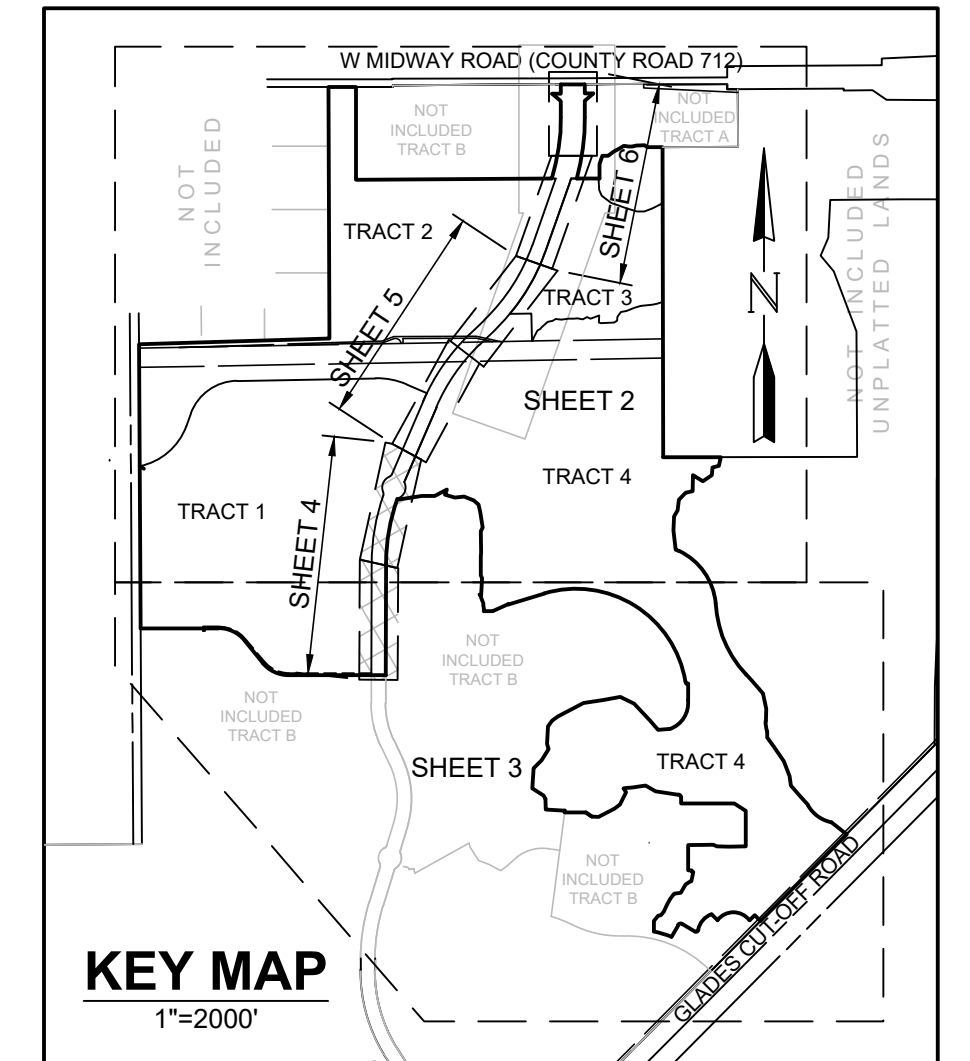 W MIDWAY ROAD (COUNTY ROAD 712)
NOT
INCLUDED
TRACT B
NOT
INCLUDED
TRACT A
NOT
INCLUDED
SHEET 6
NOT INCLUDED
UNPLATTED LANDS
TRACT 2
N
TRACT 3
SHEET 5
SHEET 2
TRACT 4
TRACT 1
SHEET 4
NOT
INCLUDED
TRACT B
NOT
INCLUDED
TRACT B
SHEET 3
TRACT 4
NOT
INCLUDED
TRACT B
GLADES CUT-OFF ROAD
KEY MAP
1"=2000'